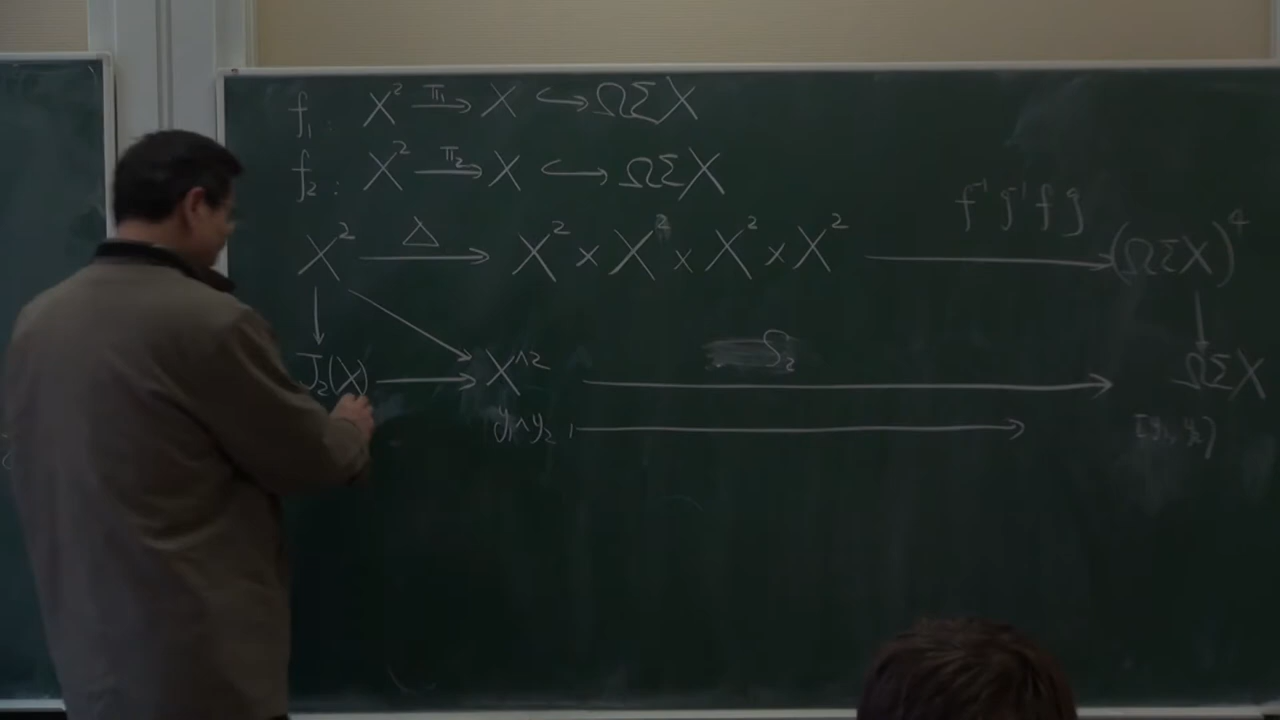 f₁ : X² —π₁→ X ↪ ΩΣX
f₂ : X² —π₂→ X ↪ ΩΣX
X² —Δ→ X² × X² × X² × X² —f⁻¹g⁻¹fg→ (ΩΣX)⁴
J₂(X) → X^∧2 —S₂→ ΩΣX
y₁∧y₂ ↦ [y₁, y₂]